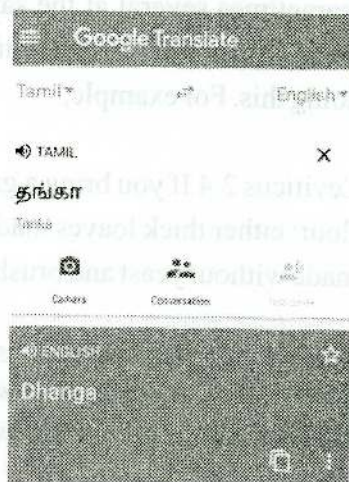 Google Translate
Tamil English
TAMIL
தங்கா
Tanka
Camera Conversation
ENGLISH
Dhanga